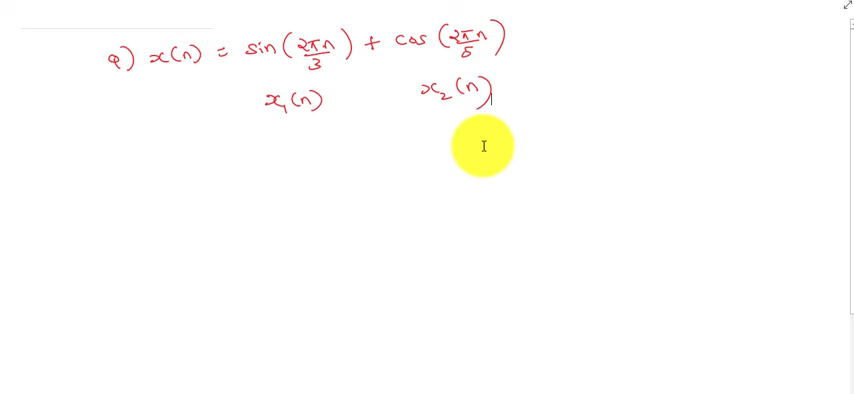 Q) x(n) = sin(2πn/3) + cos(2πn/5)
x₁(n) x₂(n)